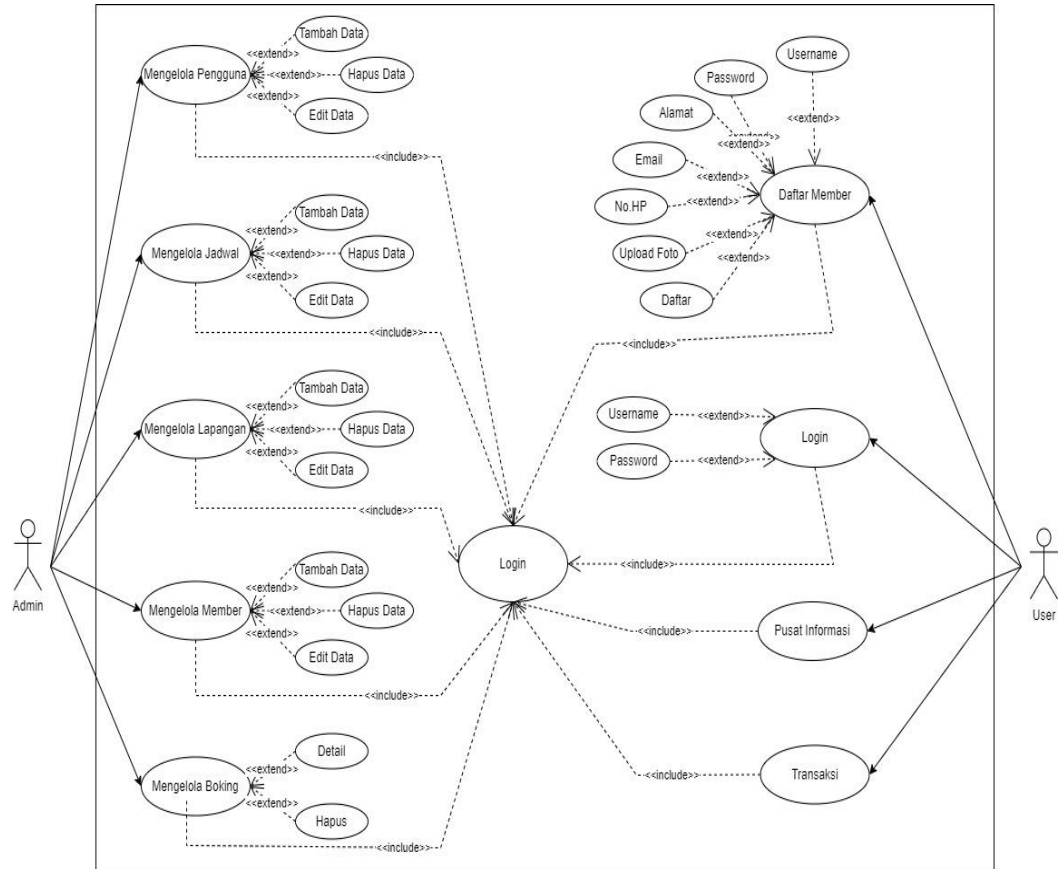 Tambah Data
<<extend>>
Mengelola Pengguna
<<extend>>
Hapus Data
<<extend>>
Edit Data
<<include>>
Tambah Data
<<extend>>
Mengelola Jadwal
<<extend>>
Hapus Data
<<extend>>
Edit Data
<<include>>
Tambah Data
<<extend>>
Mengelola Lapangan
<<extend>>
Hapus Data
<<extend>>
Edit Data
<<include>>
Admin
Tambah Data
<<extend>>
Mengelola Member
<<extend>>
Hapus Data
<<extend>>
Edit Data
<<include>>
Detail
<<extend>>
Mengelola Boking
<<extend>>
Hapus
<<include>>
Login
Username
Password
<<extend>>
Alamat
<<extend>>
<<extend>>
Email
<<extend>>
Daftar Member
No.HP
<<extend>>
Upload Foto
<<extend>>
Daftar
<<extend>>
<<include>>
Username
<<extend>>
Login
Password
<<extend>>
<<include>>
Pusat Informasi
<<include>>
User
Transaksi
<<include>>